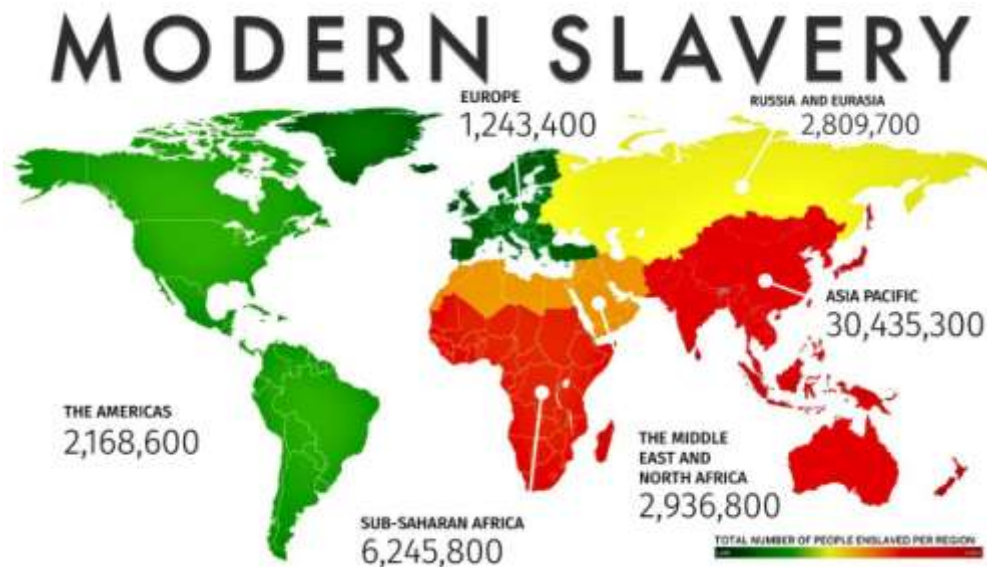 MODERN SLAVERY
EUROPE
1,243,400
RUSSIA AND EURASIA
2,809,700
ASIA PACIFIC
30,435,300
THE AMERICAS
2,168,600
THE MIDDLE
EAST AND
NORTH AFRICA
2,936,800
SUB-SAHARAN AFRICA
6,245,800
TOTAL NUMBER OF PEOPLE ENSLAVED PER REGION